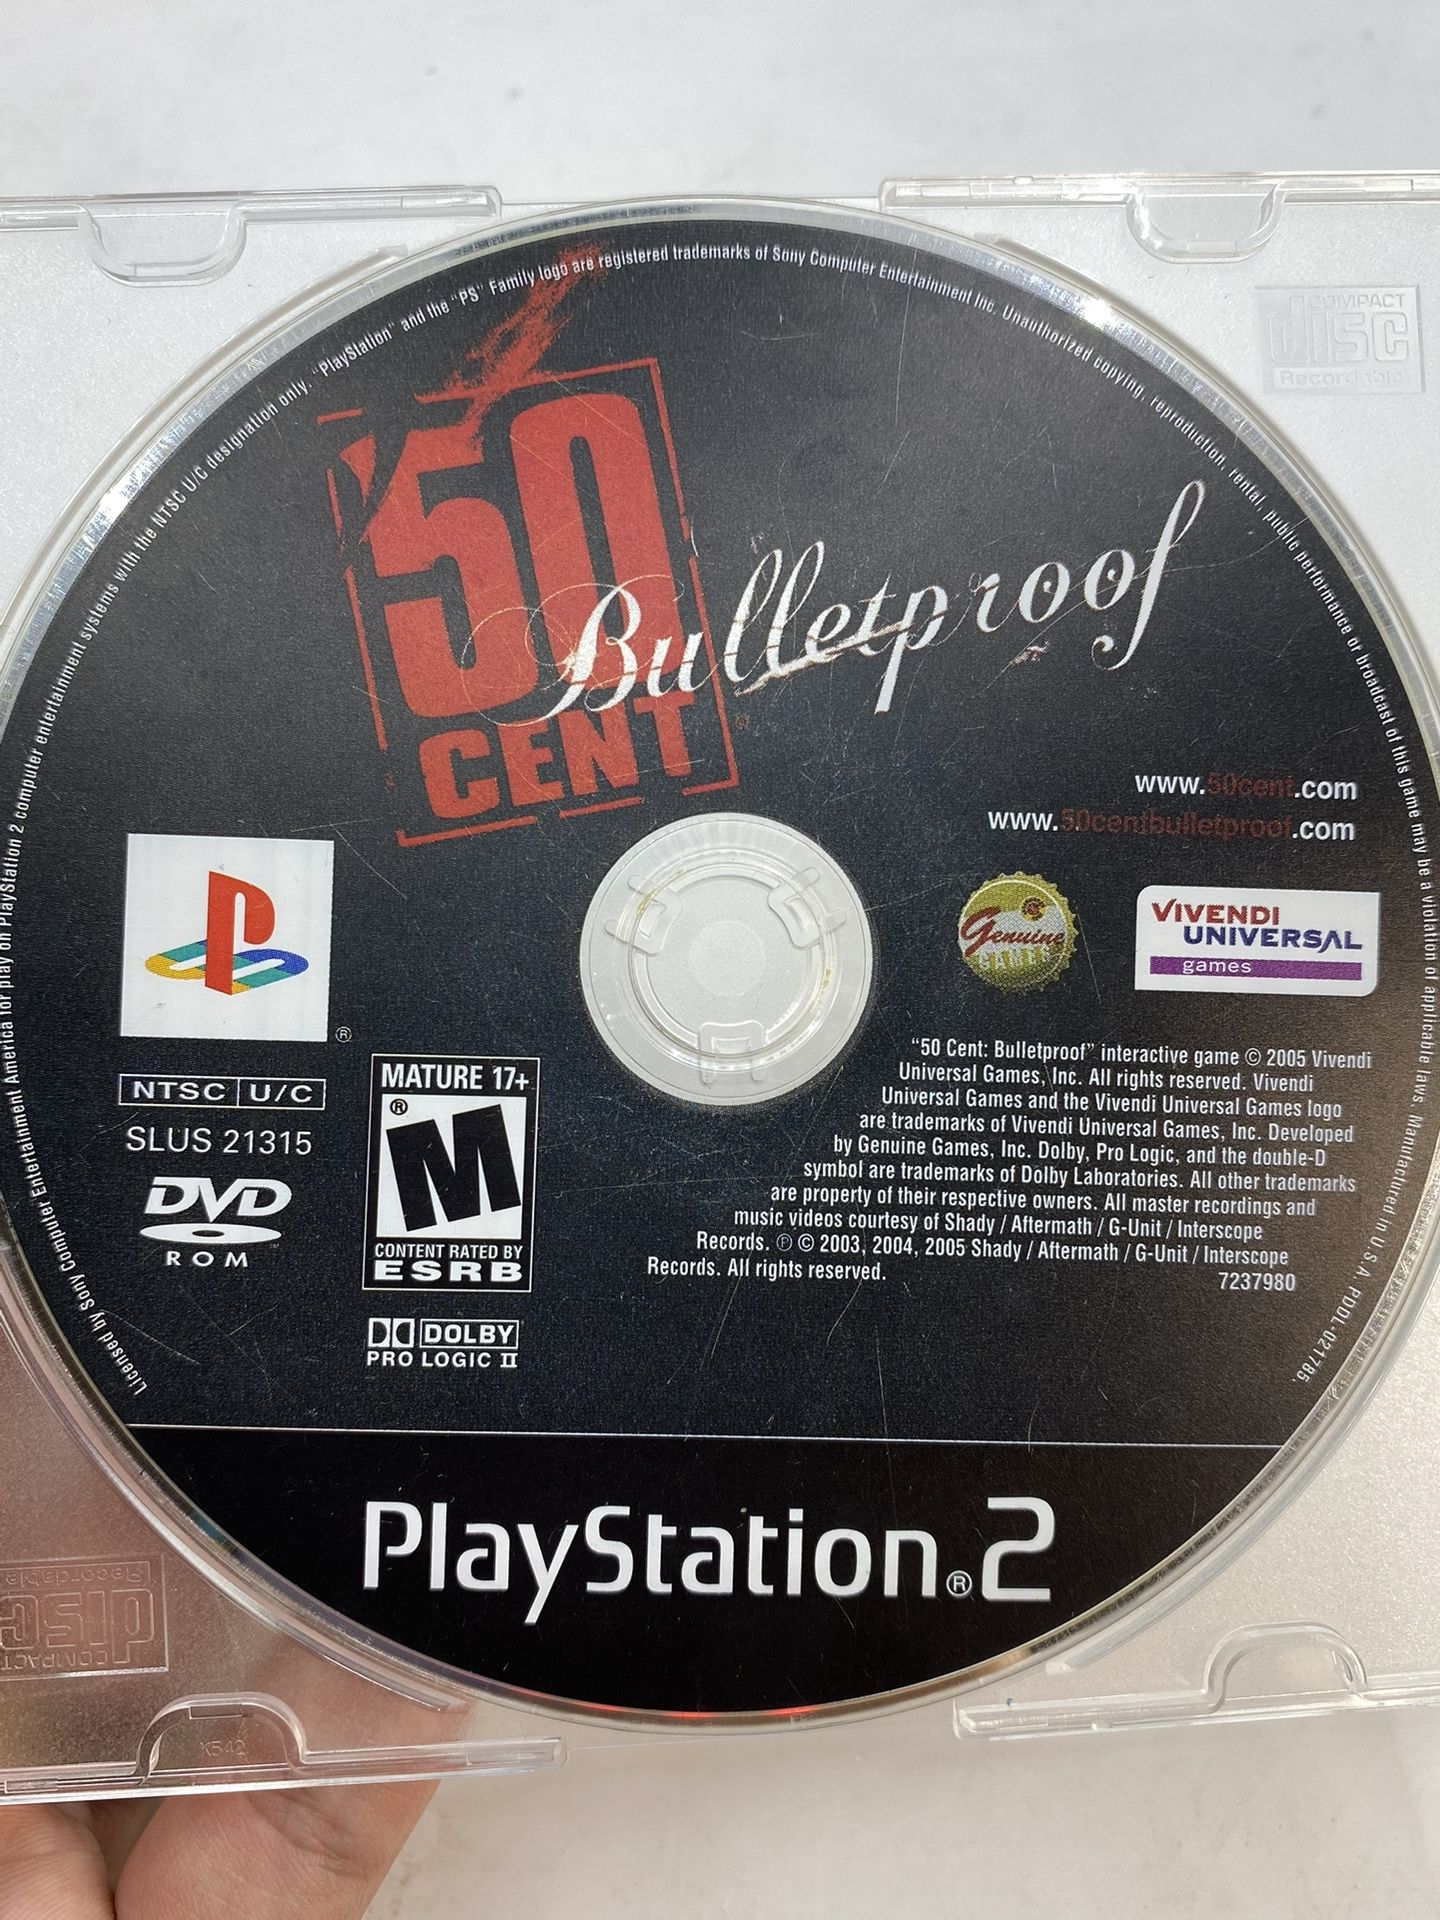 Licensed by Sony Computer Entertainment America for play on PlayStation 2 computer entertainment systems with the NTSC U/C designation only. "PlayStation" and the "PS" Family logo are registered trademarks of Sony Computer Entertainment Inc. Unauthorized copying, reproduction, rental, public performance or broadcast of this game may be a violation of applicable laws. Manufactured in U.S.A. PDDL-021785.
COMPACT
disc
Recordable
50
CENT
Bulletproof
www.50cent.com
www.50centbulletproof.com
Genuine
GAMES
VIVENDI
UNIVERSAL
games
®
NTSC U/C
SLUS 21315
DVD
ROM
MATURE 17+
®
M
CONTENT RATED BY
ESRB
DOLBY
PRO LOGIC II
"50 Cent: Bulletproof" interactive game © 2005 Vivendi
Universal Games, Inc. All rights reserved. Vivendi
Universal Games and the Vivendi Universal Games logo
are trademarks of Vivendi Universal Games, Inc. Developed
by Genuine Games, Inc. Dolby, Pro Logic, and the double-D
symbol are trademarks of Dolby Laboratories. All other trademarks
are property of their respective owners. All master recordings and
music videos courtesy of Shady / Aftermath / G-Unit / Interscope
Records. ℗ © 2003, 2004, 2005 Shady / Aftermath / G-Unit / Interscope
Records. All rights reserved.
7237980
PlayStation®2
COMPACT
disc
Recordable
K542